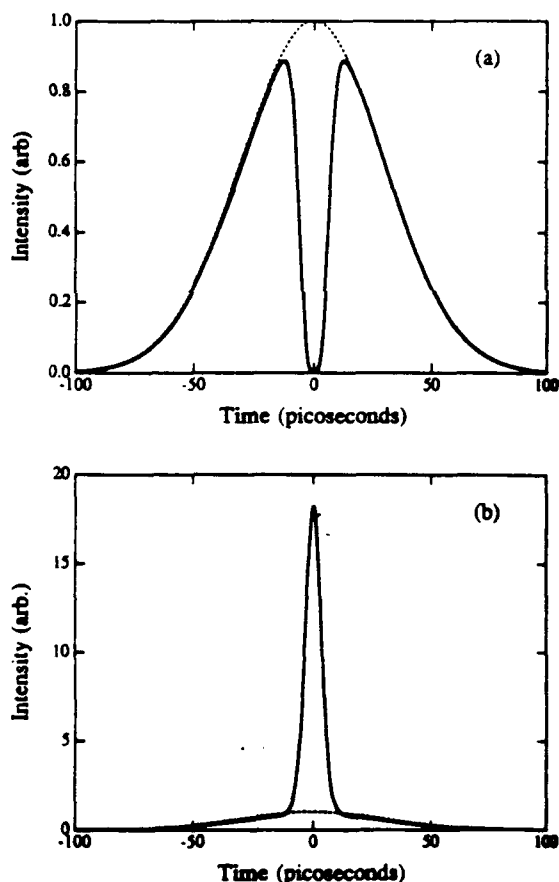 (a)
Intensity (arb)
1.0
0.8
0.6
0.4
0.2
0.0
-100 -50 0 50 100
Time (picoseconds)
(b)
Intensity (arb.)
20
15
10
5
0
-100 -50 0 50 100
Time (picoseconds)